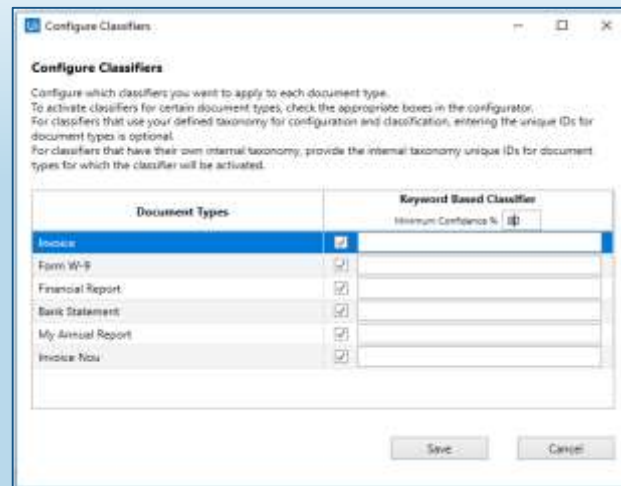 Configure Classifiers
Configure Classifiers
Configure which classifiers you want to apply to each document type.
To activate classifiers for certain document types, check the appropriate boxes in the configurator.
For classifiers that use your defined taxonomy for configuration and classification, entering the unique IDs for
document types is optional.
For classifiers that have their own internal taxonomy, provide the internal taxonomy unique IDs for document
types for which the classifier will be activated.
Document Types
Keyword Based Classifier
Minimum Confidence %
Invoice
Form W-9
Financial Report
Bank Statement
My Annual Report
Invoice Nou
Save
Cancel